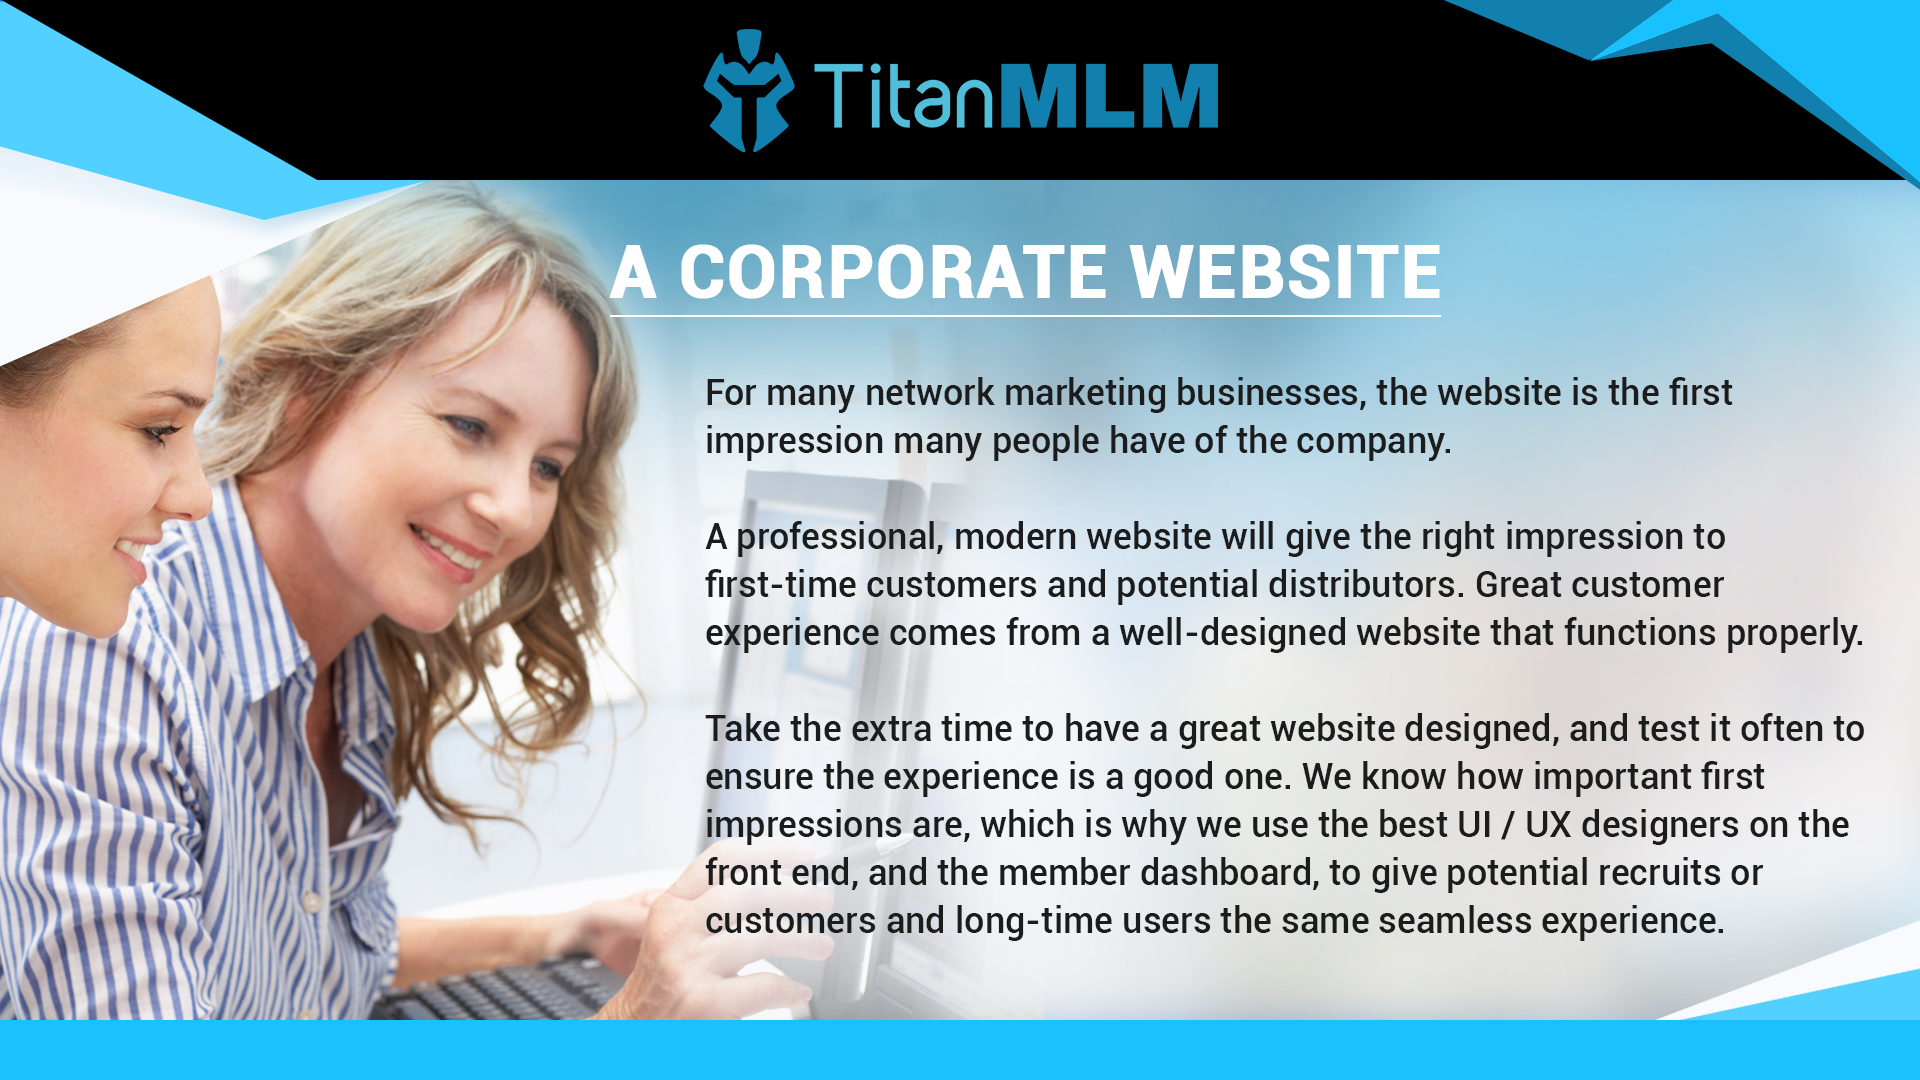 TitanMLM
A CORPORATE WEBSITE
For many network marketing businesses, the website is the first
impression many people have of the company.
A professional, modern website will give the right impression to
first-time customers and potential distributors. Great customer
experience comes from a well-designed website that functions properly.
Take the extra time to have a great website designed, and test it often to
ensure the experience is a good one. We know how important first
impressions are, which is why we use the best UI / UX designers on the
front end, and the member dashboard, to give potential recruits or
customers and long-time users the same seamless experience.